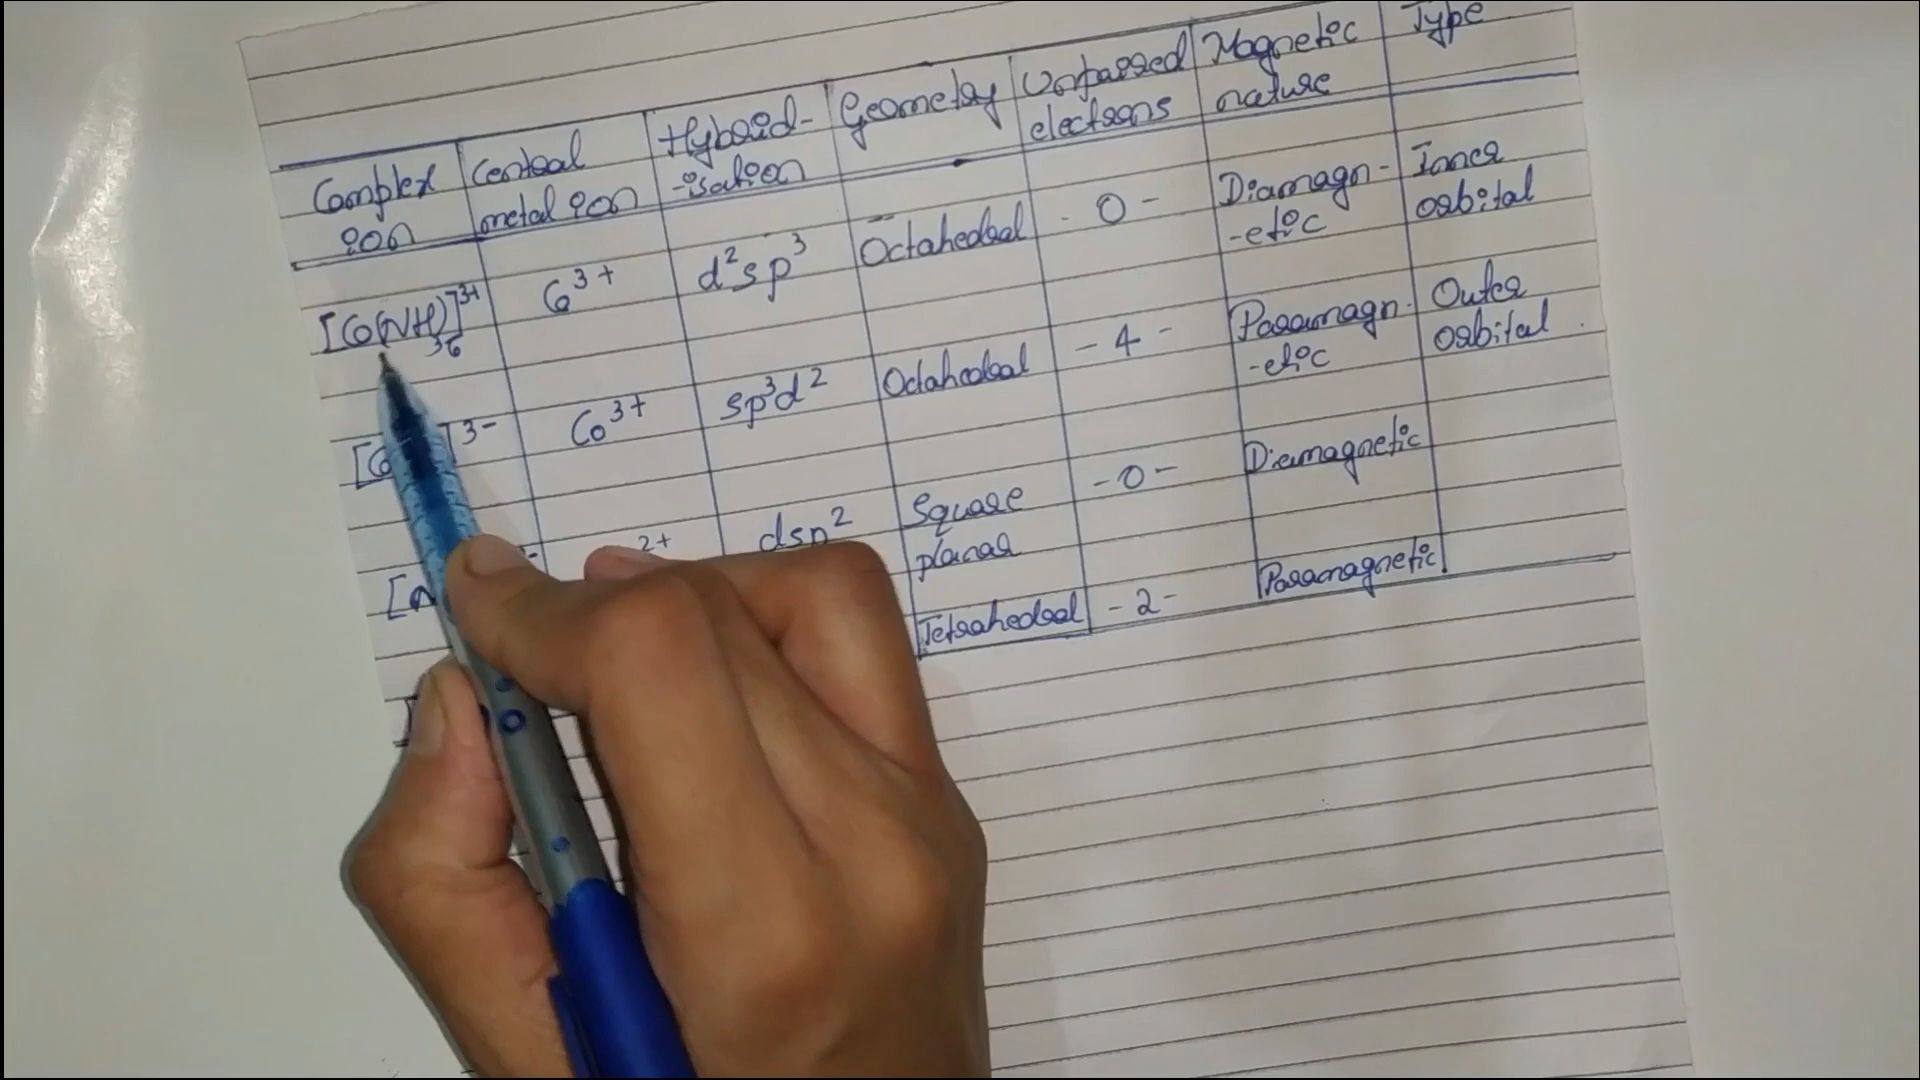 Complex ion | Central metal ion | Hybrid--isation | Geometry | Unpaired electrons | Magnetic nature | Type
[Co(NH3)6]3+ | Co3+ | d2sp3 | Octahedral | -0- | Diamagn--etic | Inner orbital
3- | Co3+ | sp3d2 | Octahedral | -4- | Paramagn--etic | Outer orbital
2+ | dsp2 | Square planar | -0- | Diamagnetic
Tetrahedral | -2- | Paramagnetic